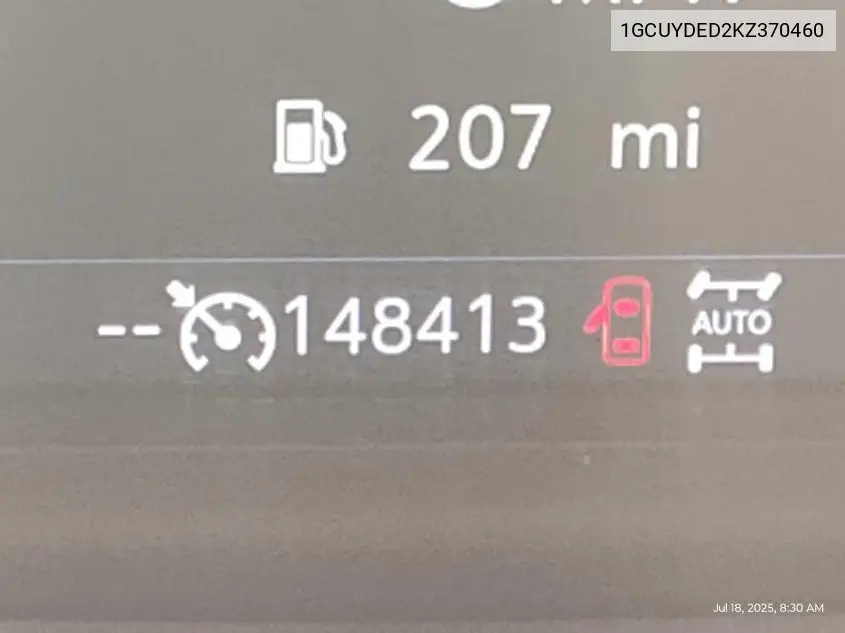 1GCUYDED2KZ370460
207 mi
--148413
AUTO
Jul 18, 2025, 8:30 AM